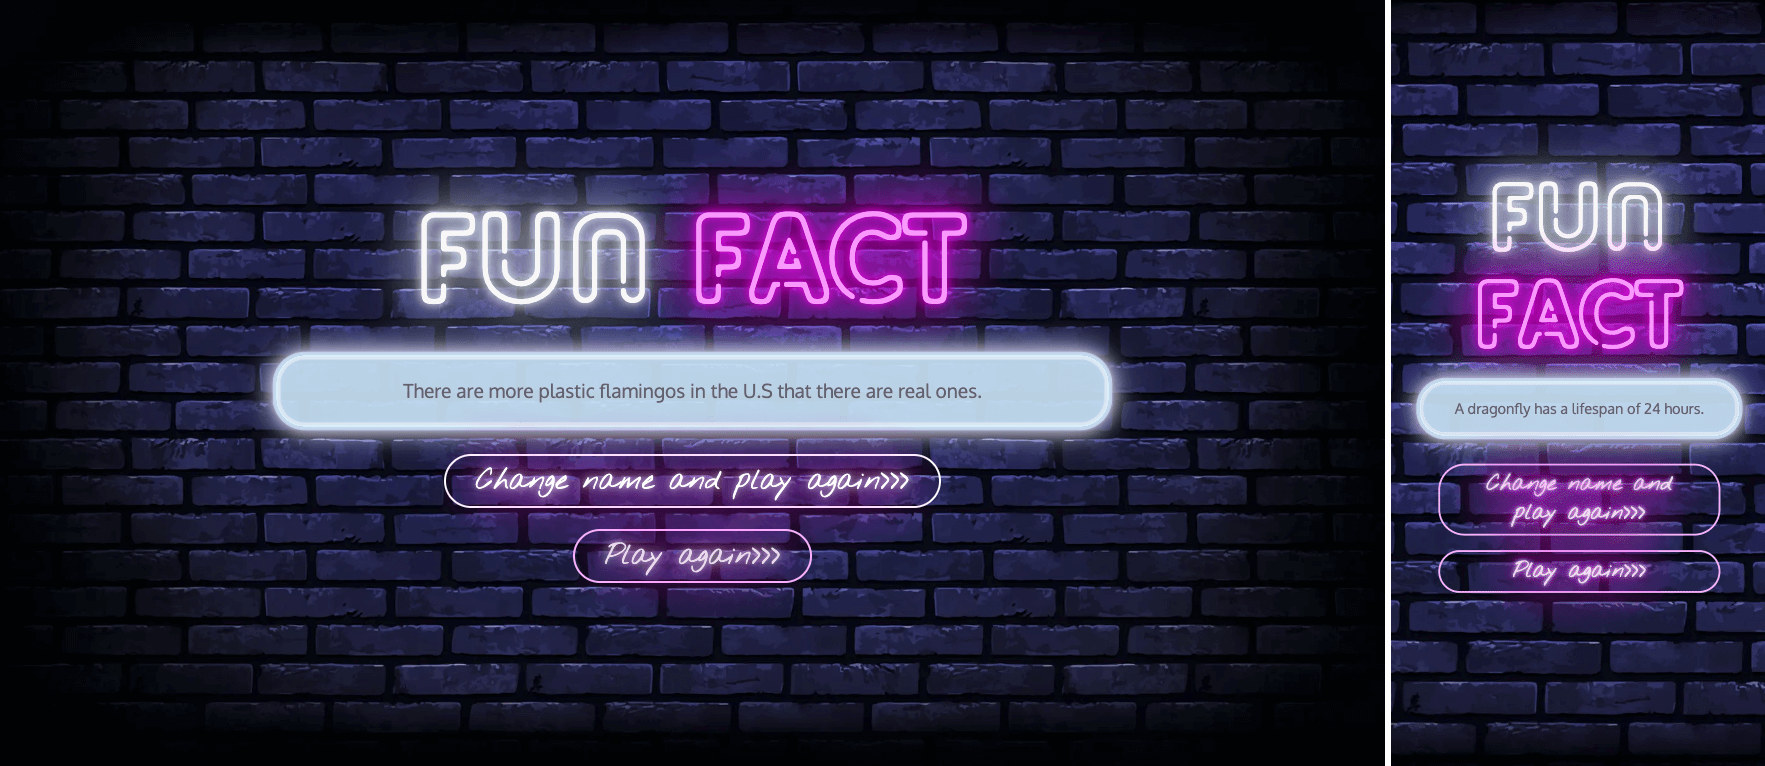 FUN FACT
There are more plastic flamingos in the U.S that there are real ones.
Change name and play again>>>
Play again>>>
FUN
FACT
A dragonfly has a lifespan of 24 hours.
Change name and
play again>>>
Play again>>>